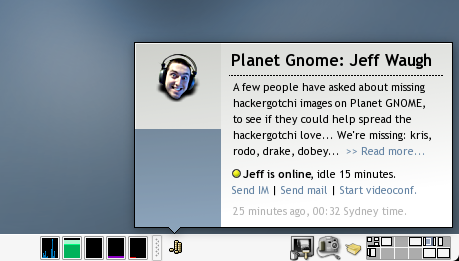 Planet Gnome: Jeff Waugh
A few people have asked about missing
hackergotchi images on Planet GNOME,
to see if they could help spread the
hackergotchi love... We're missing: kris,
rodo, drake, dobey... >> Read more...
Jeff is online, idle 15 minutes.
Send IM | Send mail | Start videoconf.
25 minutes ago, 00:32 Sydney time.